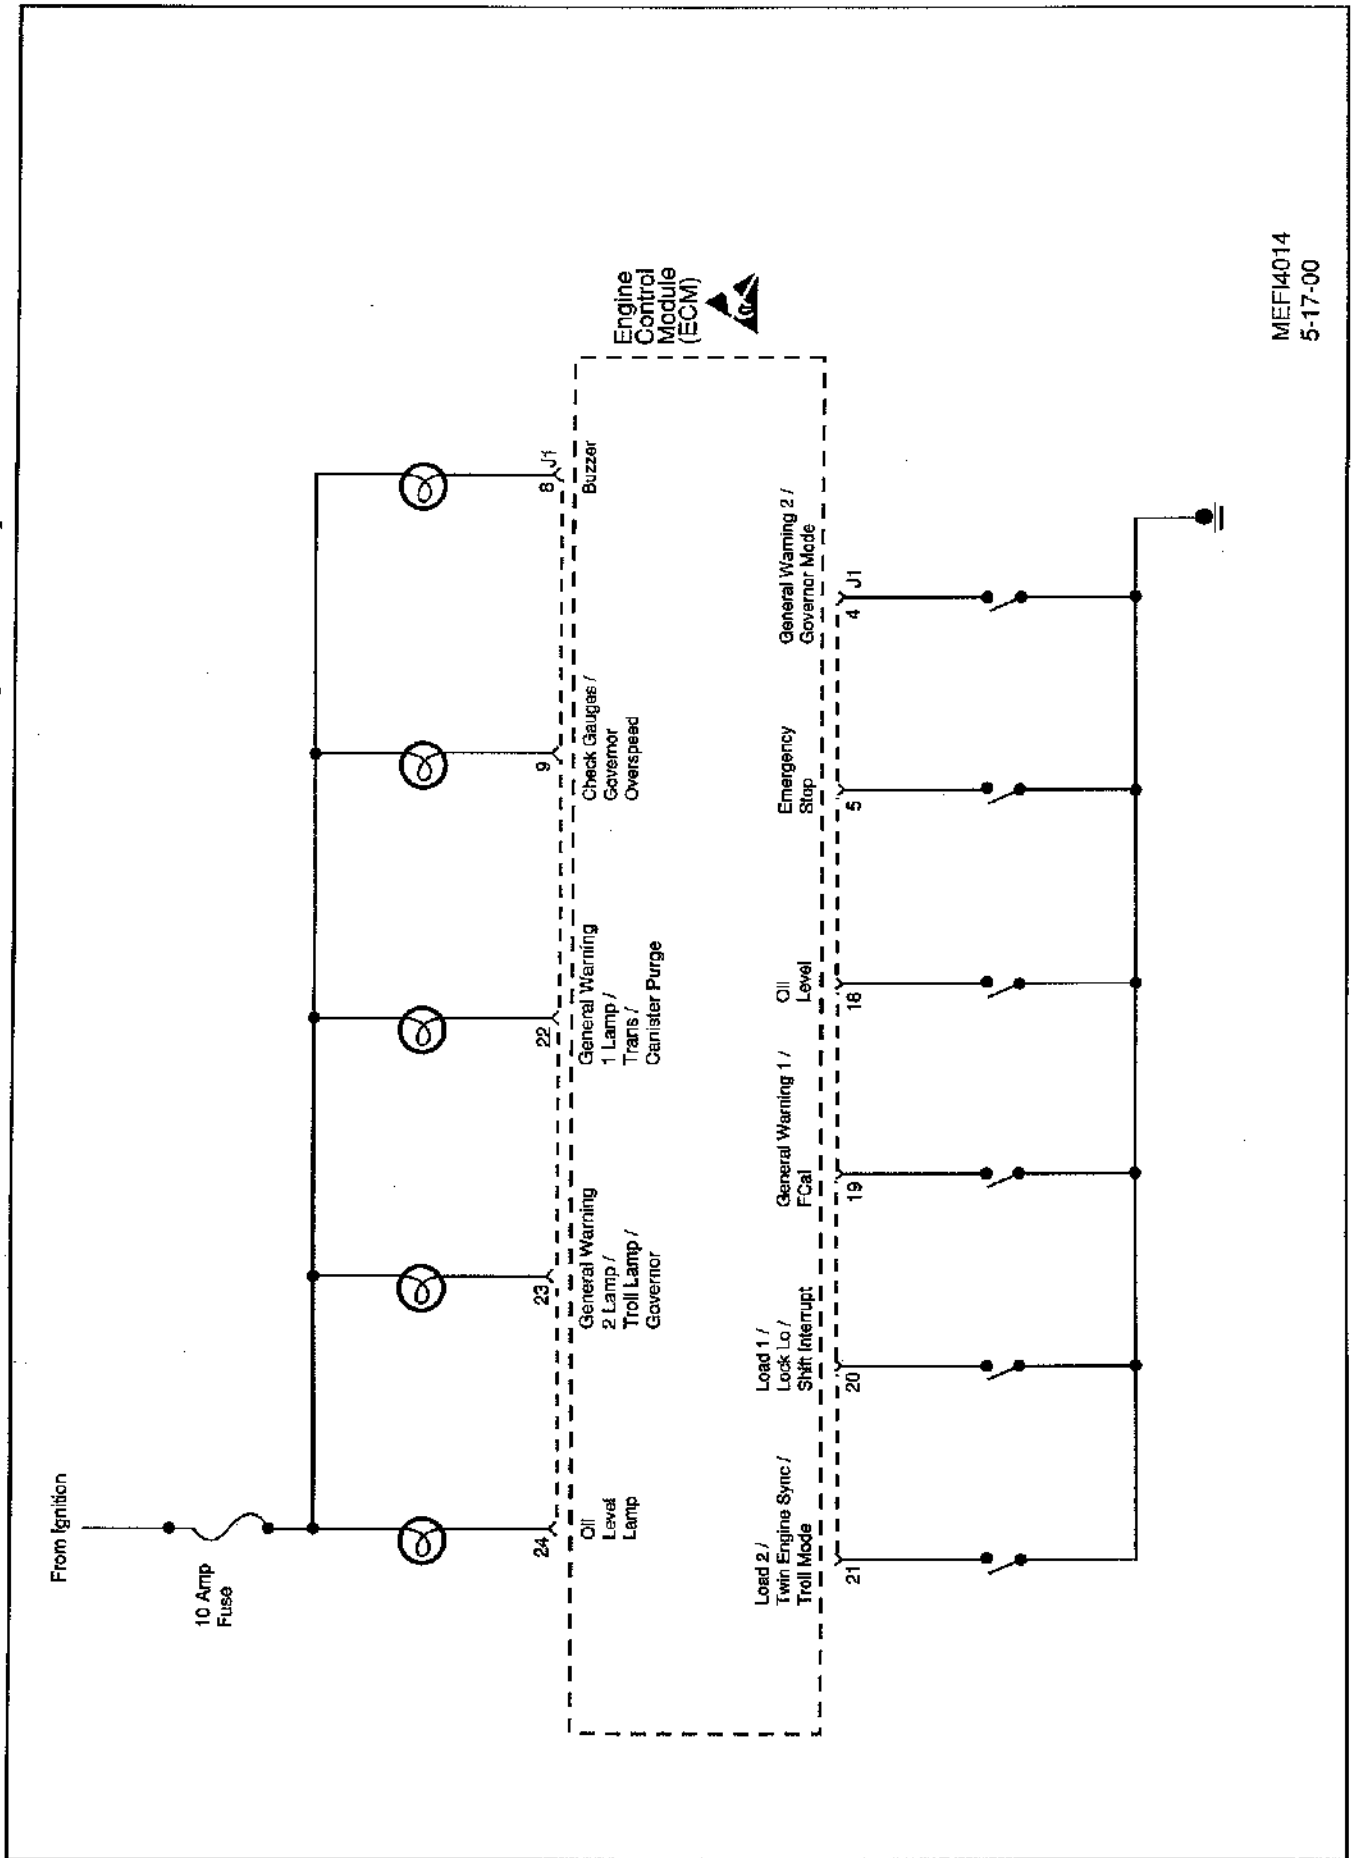 From Ignition
10 Amp
Fuse
24
23
22
9
8
J1
Oil
Level
Lamp
General Warning
2 Lamp /
Troll Lamp /
Governor
General Warning
1 Lamp /
Trans /
Canister Purge
Check Gauges /
Governor
Overspeed
Buzzer
Engine
Control
Module
(ECM)
Load 2 /
Twin Engine Sync /
Troll Mode
Load 1 /
Lock Lo /
Shift Interrupt
General Warning 1 /
FCal
Oil
Level
Emergency
Stop
General Warning 2 /
Governor Mode
21
20
19
18
5
4
J1
MEFI4014
5-17-00